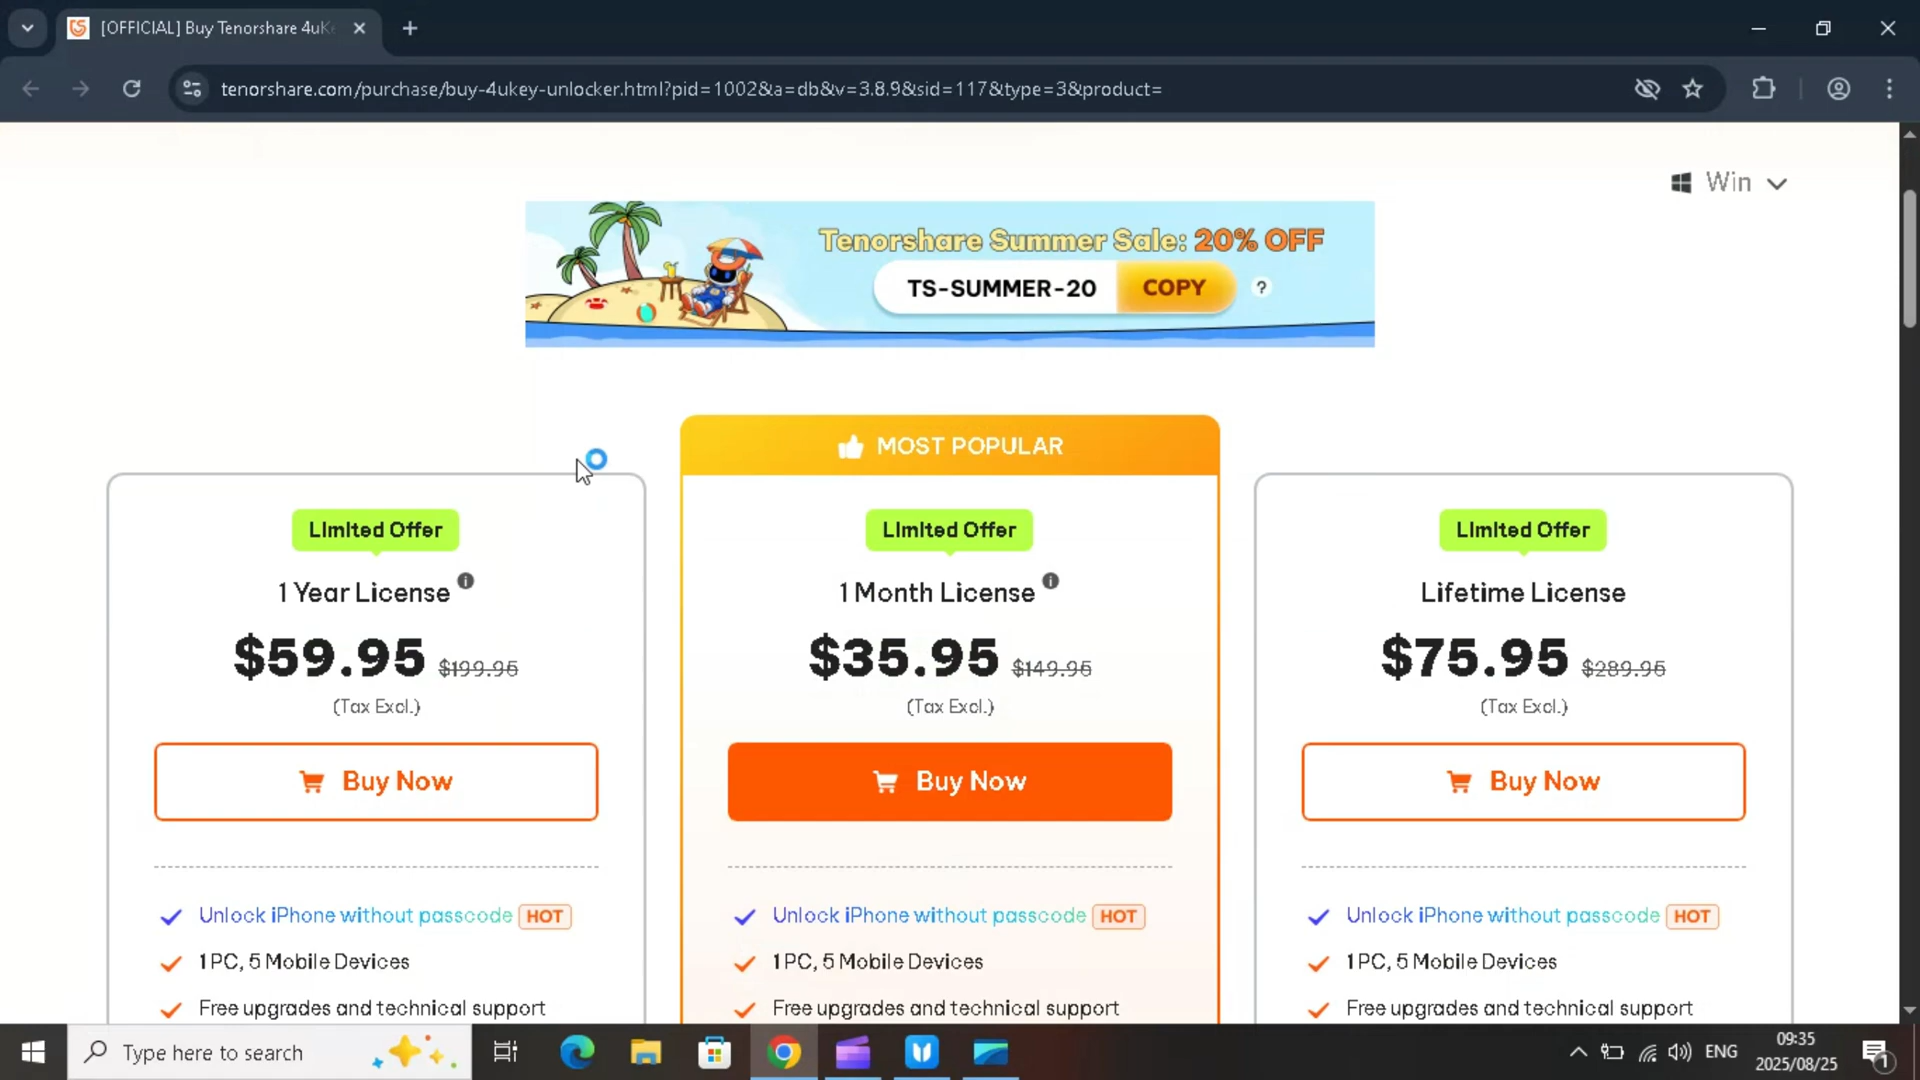 [OFFICIAL] Buy Tenorshare 4uKe
tenorshare.com/purchase/buy-4ukey-unlocker.html?pid=1002&a=db&v=3.8.9&sid=117&type=3&product=
Win
Tenorshare Summer Sale: 20% OFF
TS-SUMMER-20 COPY ?
MOST POPULAR
Limited Offer
1 Year License
$59.95 $199.95
(Tax Excl.)
Buy Now
Unlock iPhone without passcode HOT
1 PC, 5 Mobile Devices
Free upgrades and technical support
Limited Offer
1 Month License
$35.95 $149.95
(Tax Excl.)
Buy Now
Unlock iPhone without passcode HOT
1 PC, 5 Mobile Devices
Free upgrades and technical support
Limited Offer
Lifetime License
$75.95 $289.95
(Tax Excl.)
Buy Now
Unlock iPhone without passcode HOT
1 PC, 5 Mobile Devices
Free upgrades and technical support
Type here to search
ENG
09:35
2025/08/25
1